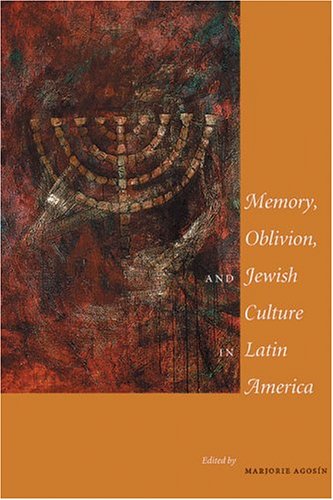 Memory,
Oblivion,
AND Jewish
Culture
IN Latin
America
Edited by
MARJORIE AGOSÍN